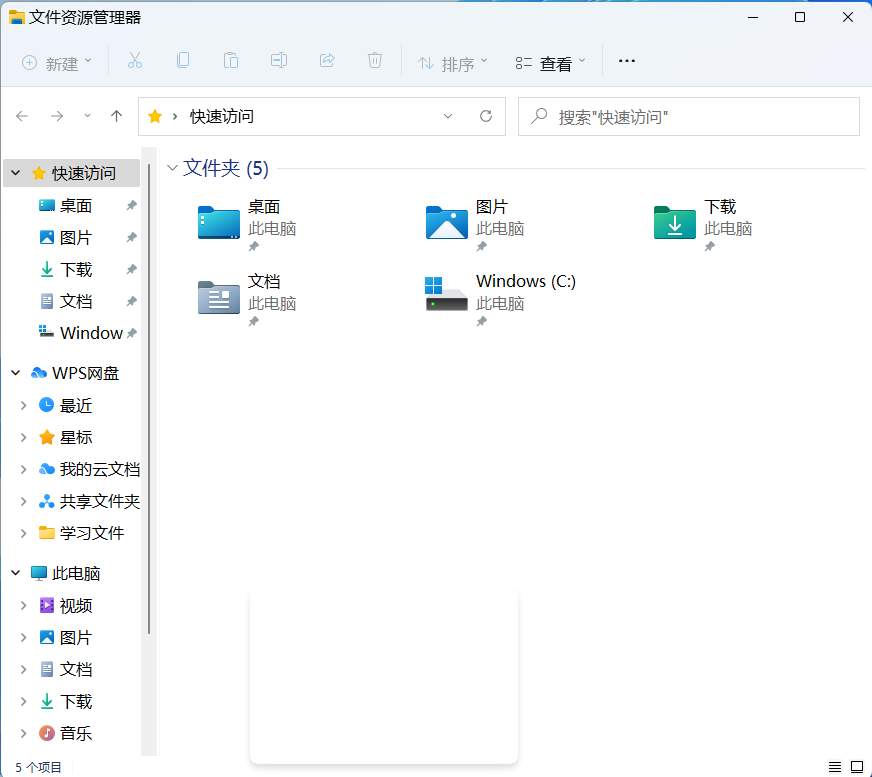 文件资源管理器
新建
排序
查看
快速访问
搜索"快速访问"
快速访问
桌面
图片
下载
文档
Window
WPS网盘
最近
星标
我的云文档
共享文件夹
学习文件
此电脑
视频
图片
文档
下载
音乐
文件夹 (5)
桌面
此电脑
图片
此电脑
下载
此电脑
文档
此电脑
Windows (C:)
此电脑
5 个项目